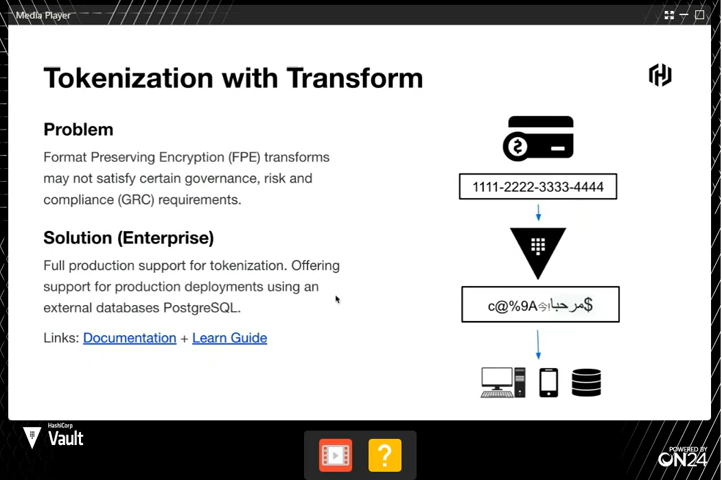 Media Player
Tokenization with Transform
Problem
Format Preserving Encryption (FPE) transforms
may not satisfy certain governance, risk and
compliance (GRC) requirements.
Solution (Enterprise)
Full production support for tokenization. Offering
support for production deployments using an
external databases PostgreSQL.
Links: Documentation + Learn Guide
1111-2222-3333-4444
c@%9A مرحبا$
HashiCorp
Vault
?
POWERED BY
ON24